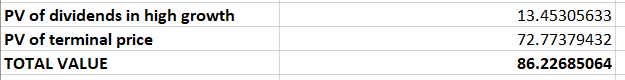 PV of dividends in high growth 13.45305633
PV of terminal price 72.77379432
TOTAL VALUE 86.22685064